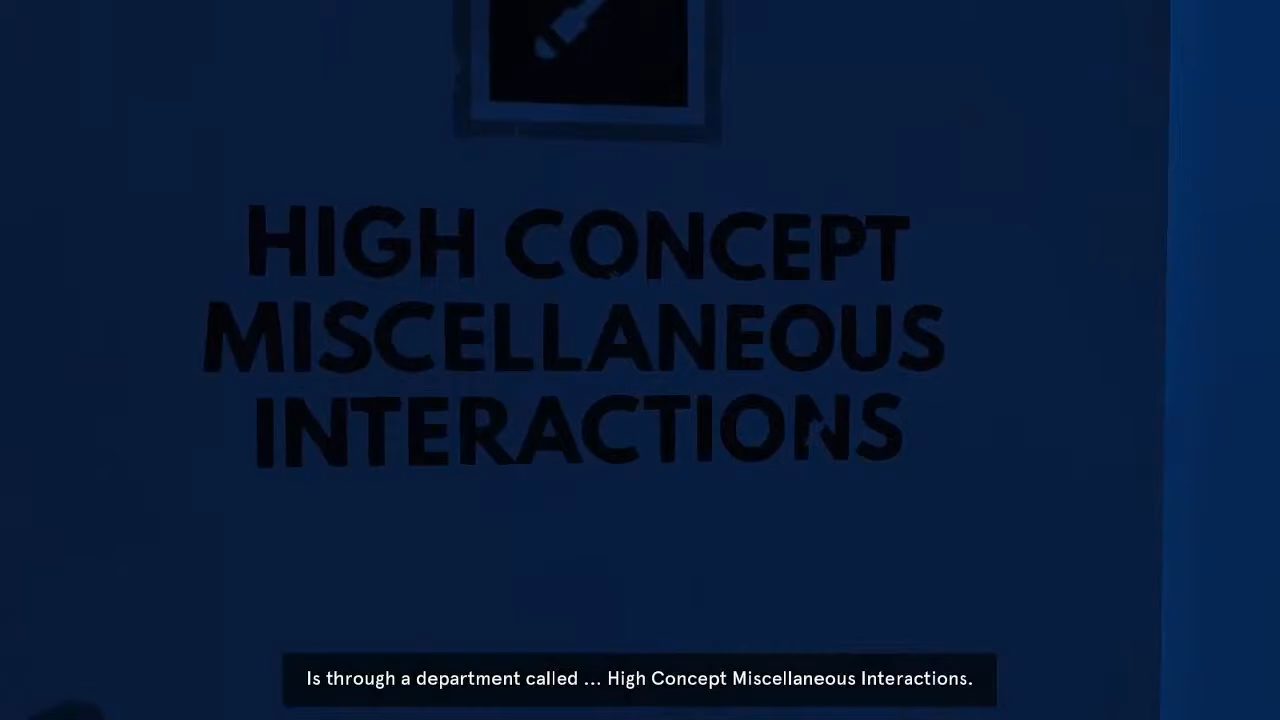 HIGH CONCEPT
MISCELLANEOUS
INTERACTIONS
Is through a department called ... High Concept Miscellaneous Interactions.